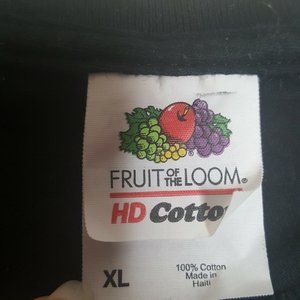 FRUIT OF THE LOOM®
HD Cotto
XL
100% Cotton
Made in
Haiti